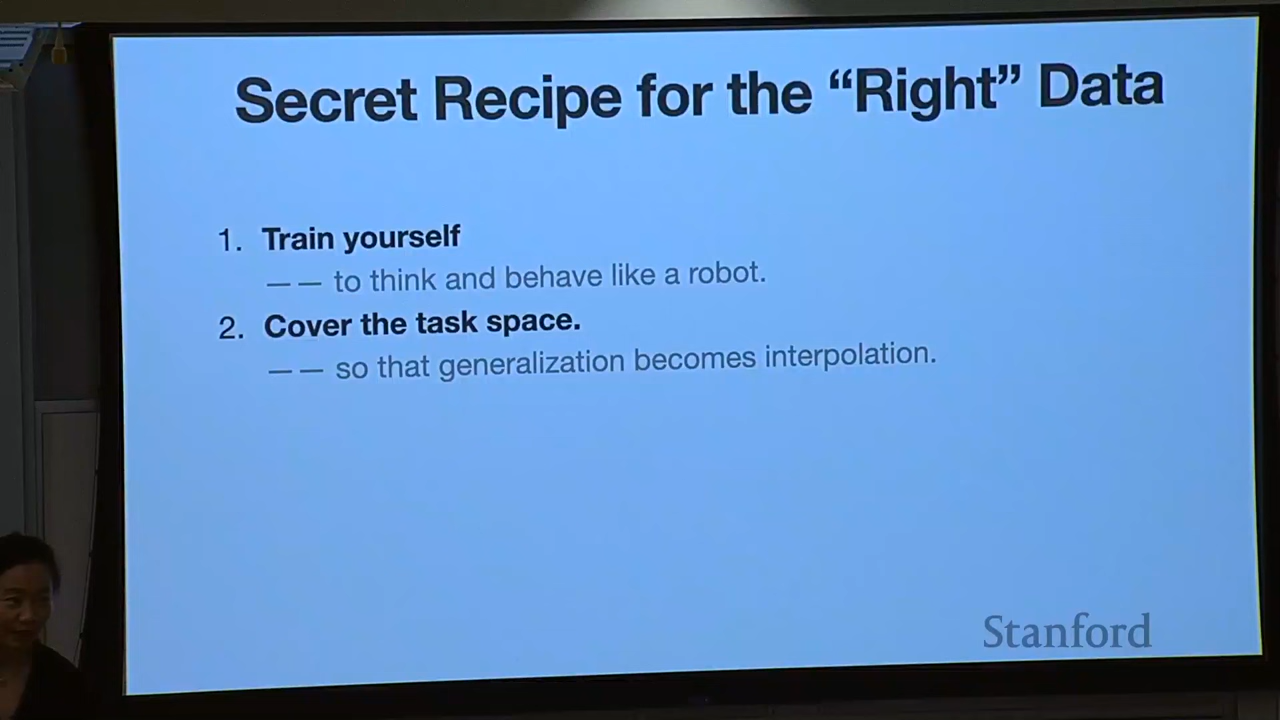 Secret Recipe for the “Right” Data
1. Train yourself
—— to think and behave like a robot.
2. Cover the task space.
—— so that generalization becomes interpolation.
Stanford